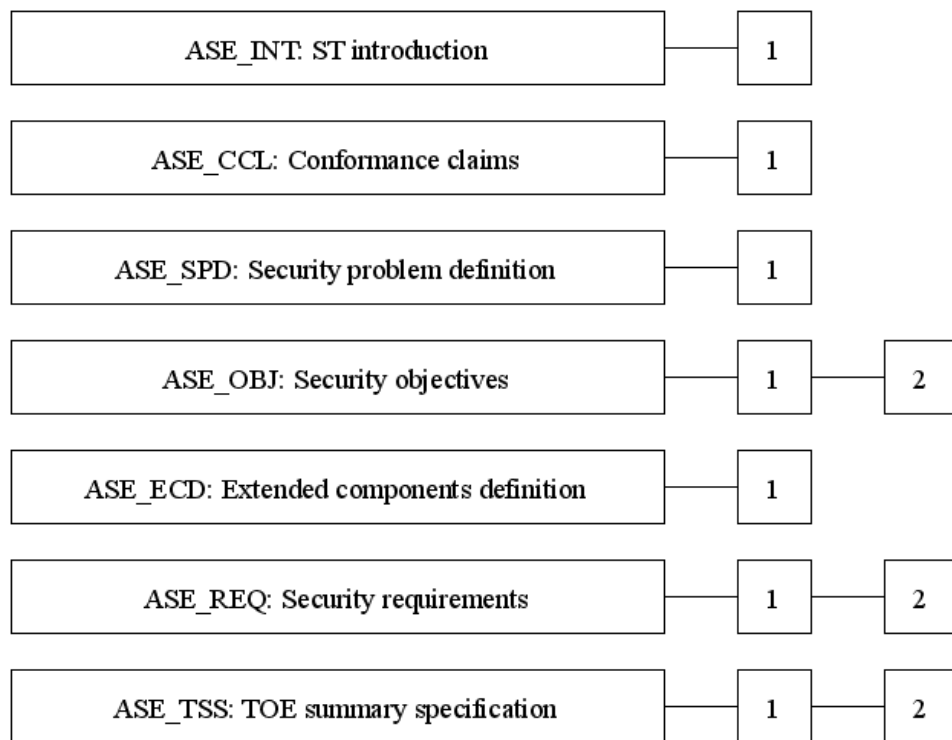 ASE_INT: ST introduction 1
ASE_CCL: Conformance claims 1
ASE_SPD: Security problem definition 1
ASE_OBJ: Security objectives 1 2
ASE_ECD: Extended components definition 1
ASE_REQ: Security requirements 1 2
ASE_TSS: TOE summary specification 1 2